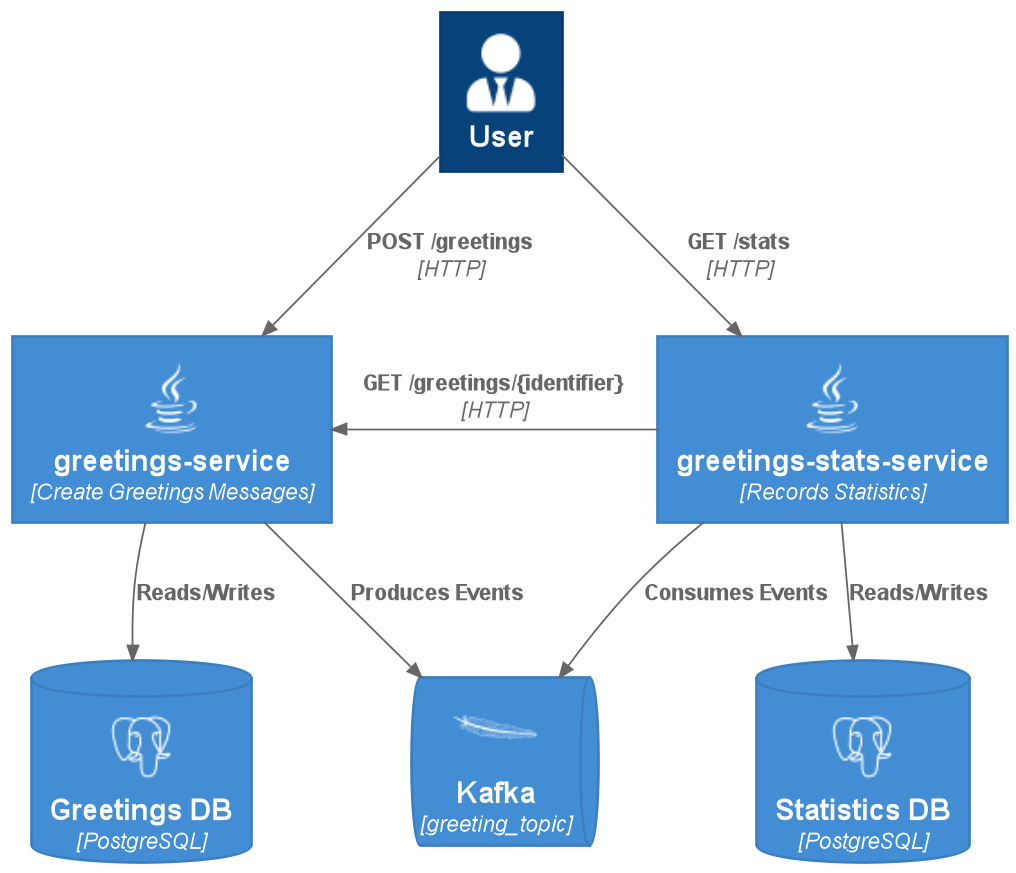 User
POST /greetings
[HTTP]
GET /stats
[HTTP]
GET /greetings/{identifier}
[HTTP]
greetings-service
[Create Greetings Messages]
greetings-stats-service
[Records Statistics]
Reads/Writes
Produces Events
Consumes Events
Reads/Writes
Greetings DB
[PostgreSQL]
Kafka
[greeting_topic]
Statistics DB
[PostgreSQL]